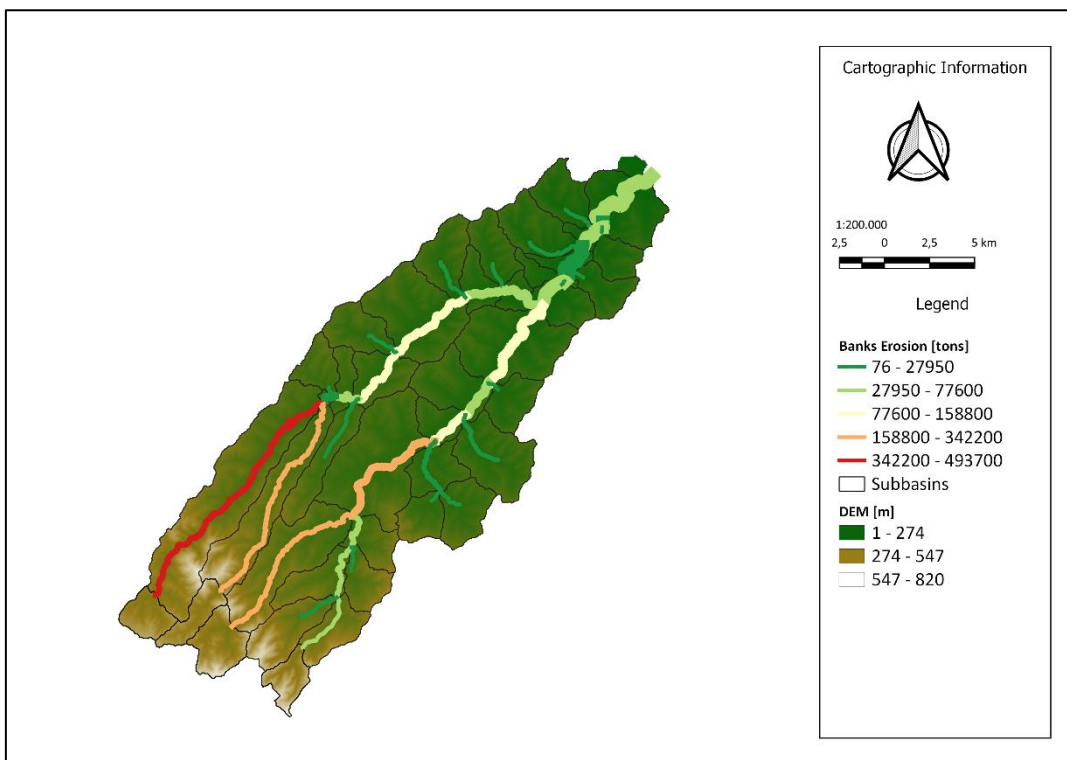 Cartographic Information
1:200.000
2,5 0 2,5 5 km
Legend
Banks Erosion [tons]
76 - 27950
27950 - 77600
77600 - 158800
158800 - 342200
342200 - 493700
Subbasins
DEM [m]
1 - 274
274 - 547
547 - 820